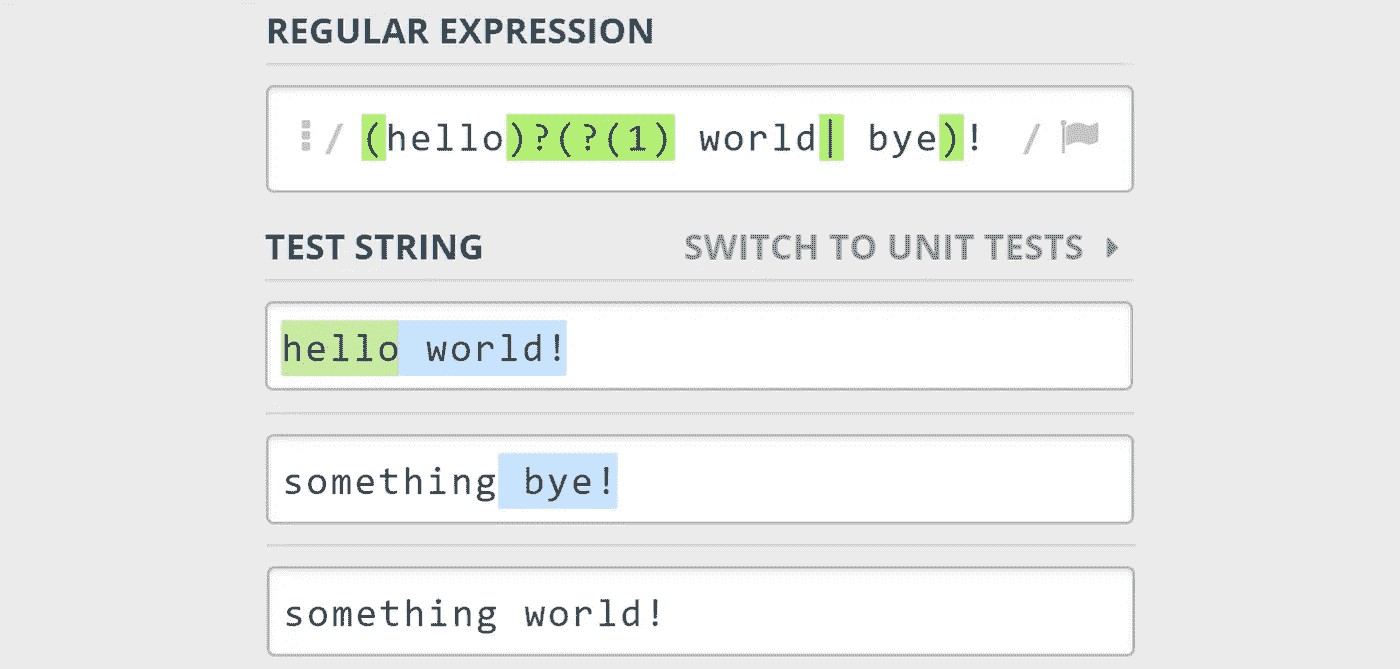 REGULAR EXPRESSION
/ (hello)?(?(1) world| bye)! /
TEST STRING SWITCH TO UNIT TESTS
hello world!
something bye!
something world!